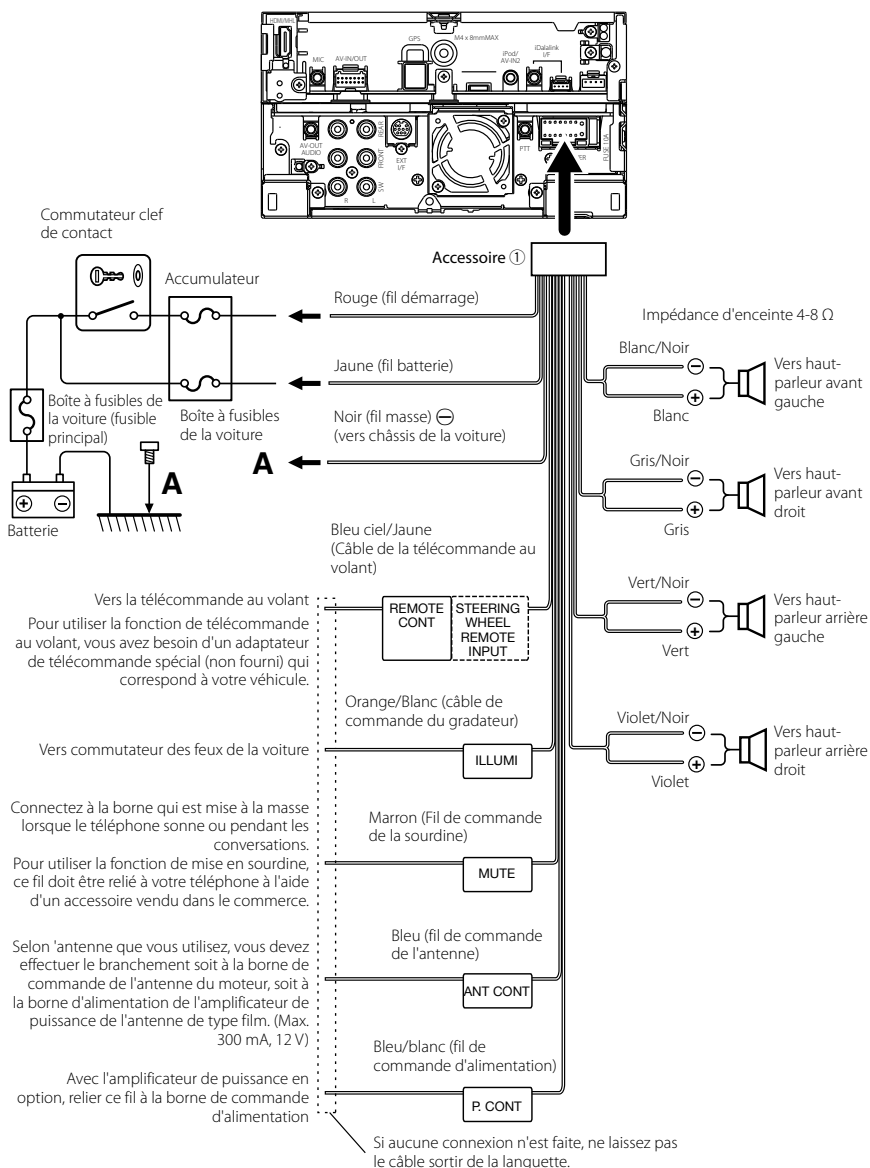 HDMI/MHL
MIC
AV-IN/OUT
GPS
M4 x 8mmMAX
iPod/
AV-IN2
iDatalink
I/F
AV-OUT
AUDIO
REAR
FRONT
SW
R
L
EXT
I/F
PTT
FUSE 10A
Commutateur clef
de contact
Accumulateur
Boîte à fusibles de
la voiture (fusible
principal)
Boîte à fusibles
de la voiture
Batterie
A
Accessoire ①
Rouge (fil démarrage)
Jaune (fil batterie)
Noir (fil masse) ⊖
(vers châssis de la voiture)
A
Impédance d'enceinte 4-8 Ω
Blanc/Noir
⊖
⊕
Blanc
Vers haut-
parleur avant
gauche
Gris/Noir
⊖
⊕
Gris
Vers haut-
parleur avant
droit
Vert/Noir
⊖
⊕
Vert
Vers haut-
parleur arrière
gauche
Violet/Noir
⊖
⊕
Violet
Vers haut-
parleur arrière
droit
Bleu ciel/Jaune
(Câble de la télécommande au
volant)
REMOTE
CONT
STEERING
WHEEL
REMOTE
INPUT
Vers la télécommande au volant
Pour utiliser la fonction de télécommande
au volant, vous avez besoin d'un adaptateur
de télécommande spécial (non fourni) qui
correspond à votre véhicule.
Orange/Blanc (câble de
commande du gradateur)
ILLUMI
Vers commutateur des feux de la voiture
Marron (Fil de commande
de la sourdine)
MUTE
Connectez à la borne qui est mise à la masse
lorsque le téléphone sonne ou pendant les
conversations.
Pour utiliser la fonction de mise en sourdine,
ce fil doit être relié à votre téléphone à l'aide
d'un accessoire vendu dans le commerce.
Bleu (fil de commande
de l'antenne)
ANT CONT
Selon 'antenne que vous utilisez, vous devez
effectuer le branchement soit à la borne de
commande de l'antenne du moteur, soit à
la borne d'alimentation de l'amplificateur de
puissance de l'antenne de type film. (Max.
300 mA, 12 V)
Bleu/blanc (fil de
commande d'alimentation)
P. CONT
Avec l'amplificateur de puissance en
option, relier ce fil à la borne de commande
d'alimentation
Si aucune connexion n'est faite, ne laissez pas
le câble sortir de la languette.